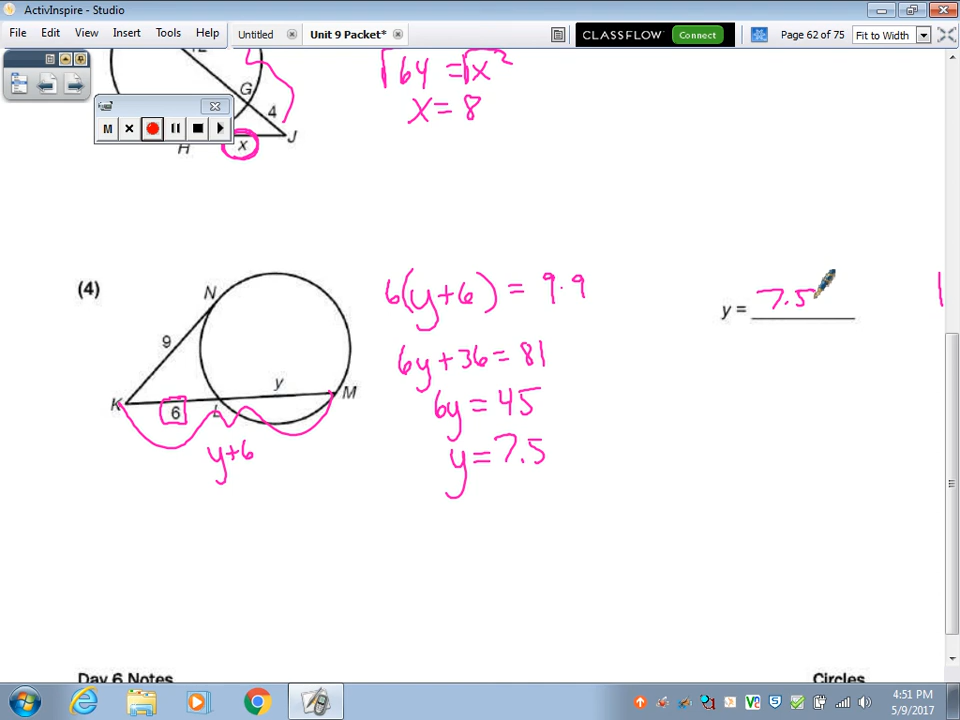 ActivInspire - Studio
File Edit View Insert Tools Help
Untitled
Unit 9 Packet*
CLASSFLOW Connect
Page 62 of 75
Fit to Width
12
G
4
H x J
M
√64 = √x²
x = 8
(4)
N
9
y
K 6 L M
y+6
6(y+6) = 9·9
6y+36 = 81
6y = 45
y = 7.5
y = 7.5
Day 6 Notes
Circles
4:51 PM
5/9/2017